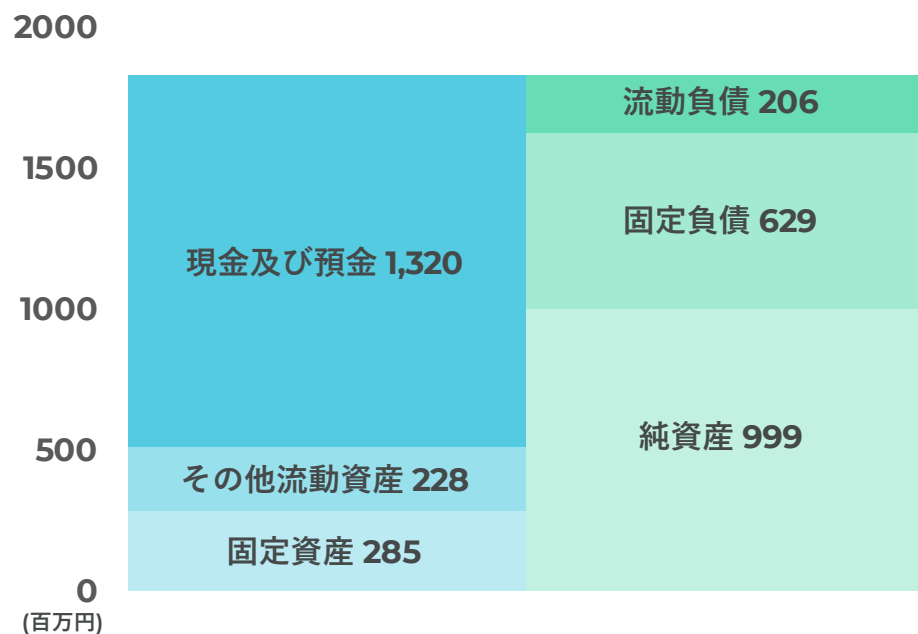 2000
1500
1000
500
0
(百万円)
現金及び預金 1,320
その他流動資産 228
固定資産 285
流動負債 206
固定負債 629
純資産 999